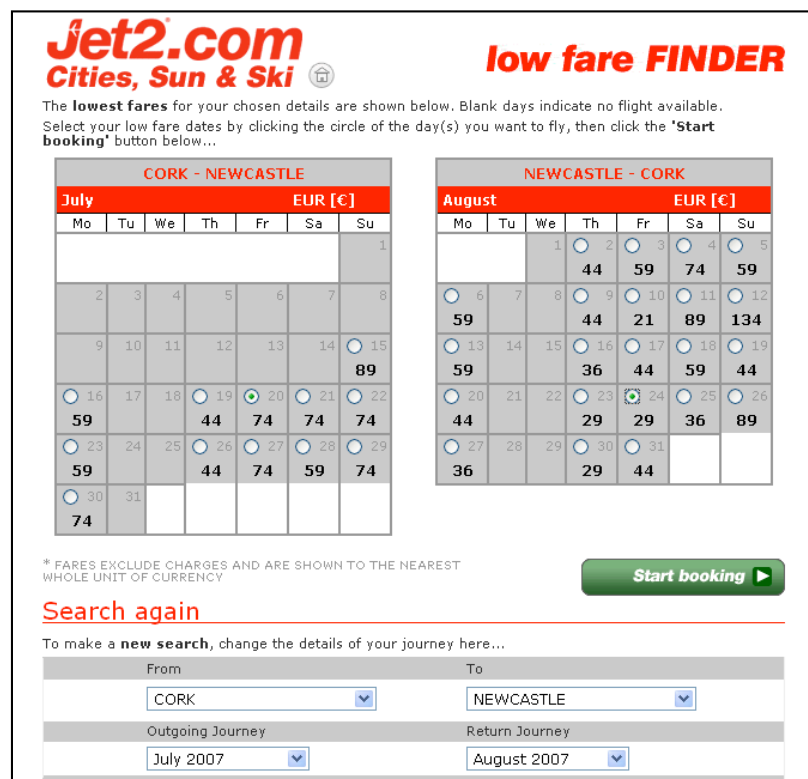 Jet2.com
Cities, Sun & Ski
low fare FINDER
The lowest fares for your chosen details are shown below. Blank days indicate no flight available.
Select your low fare dates by clicking the circle of the day(s) you want to fly, then click the 'Start
booking' button below...
CORK - NEWCASTLE
July EUR [€]
Mo Tu We Th Fr Sa Su
1
2 3 4 5 6 7 8
9 10 11 12 13 14 15
89
16 17 18 19 20 21 22
59 44 74 74 74
23 24 25 26 27 28 29
59 44 74 59 74
30 31
74
NEWCASTLE - CORK
August EUR [€]
Mo Tu We Th Fr Sa Su
1 2 3 4 5
44 59 74 59
6 7 8 9 10 11 12
59 44 21 89 134
13 14 15 16 17 18 19
59 36 44 59 44
20 21 22 23 24 25 26
44 29 29 36 89
27 28 29 30 31
36 29 44
* FARES EXCLUDE CHARGES AND ARE SHOWN TO THE NEAREST
WHOLE UNIT OF CURRENCY
Start booking
Search again
To make a new search, change the details of your journey here...
From To
CORK NEWCASTLE
Outgoing Journey Return Journey
July 2007 August 2007